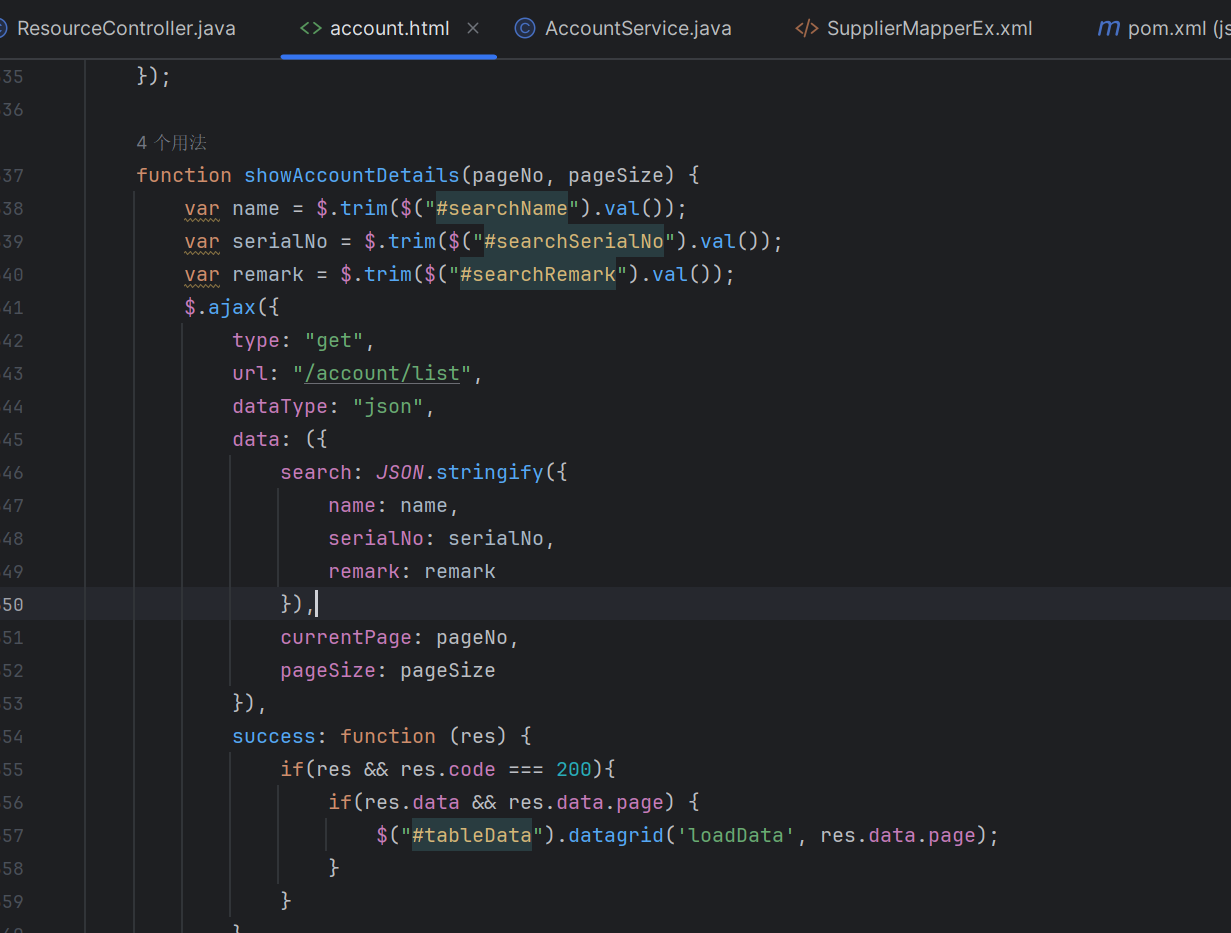 ResourceController.java account.html AccountService.java SupplierMapperEx.xml pom.xml (js
35 });
36
4 个用法
37 function showAccountDetails(pageNo, pageSize) {
38 var name = $.trim($("#searchName").val());
39 var serialNo = $.trim($("#searchSerialNo").val());
40 var remark = $.trim($("#searchRemark").val());
41 $.ajax({
42 type: "get",
43 url: "/account/list",
44 dataType: "json",
45 data: ({
46 search: JSON.stringify({
47 name: name,
48 serialNo: serialNo,
49 remark: remark
50 }),
51 currentPage: pageNo,
52 pageSize: pageSize
53 }),
54 success: function (res) {
55 if(res && res.code === 200){
56 if(res.data && res.data.page) {
57 $("#tableData").datagrid('loadData', res.data.page);
58 }
59 }
60 }